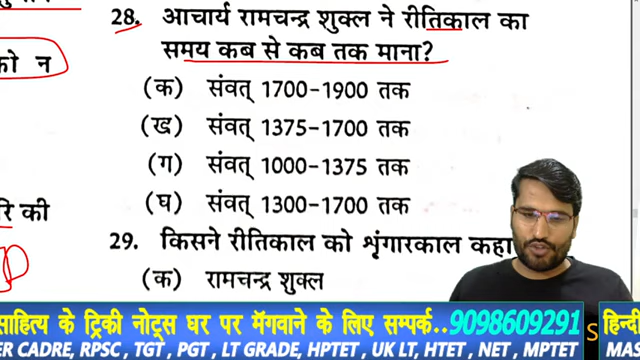 28. आचार्य रामचन्द्र शुक्ल ने रीतिकाल का
समय कब से कब तक माना?
को न
(क) संवत् 1700-1900 तक
(ख) संवत् 1375-1700 तक
(ग) संवत् 1000-1375 तक
(घ) संवत् 1300-1700 तक
रि की
29. किसने रीतिकाल को शृंगारकाल कहा
(क) रामचन्द्र शुक्ल
साहित्य के ट्रिकी नोट्स घर पर मॅगवाने के लिए सम्पर्क..9098609291 S हिन्दी
ER CADRE, RPSC , TGT , PGT , LT GRADE, HPTET , UK LT, HTET , NET , MPTET MAS